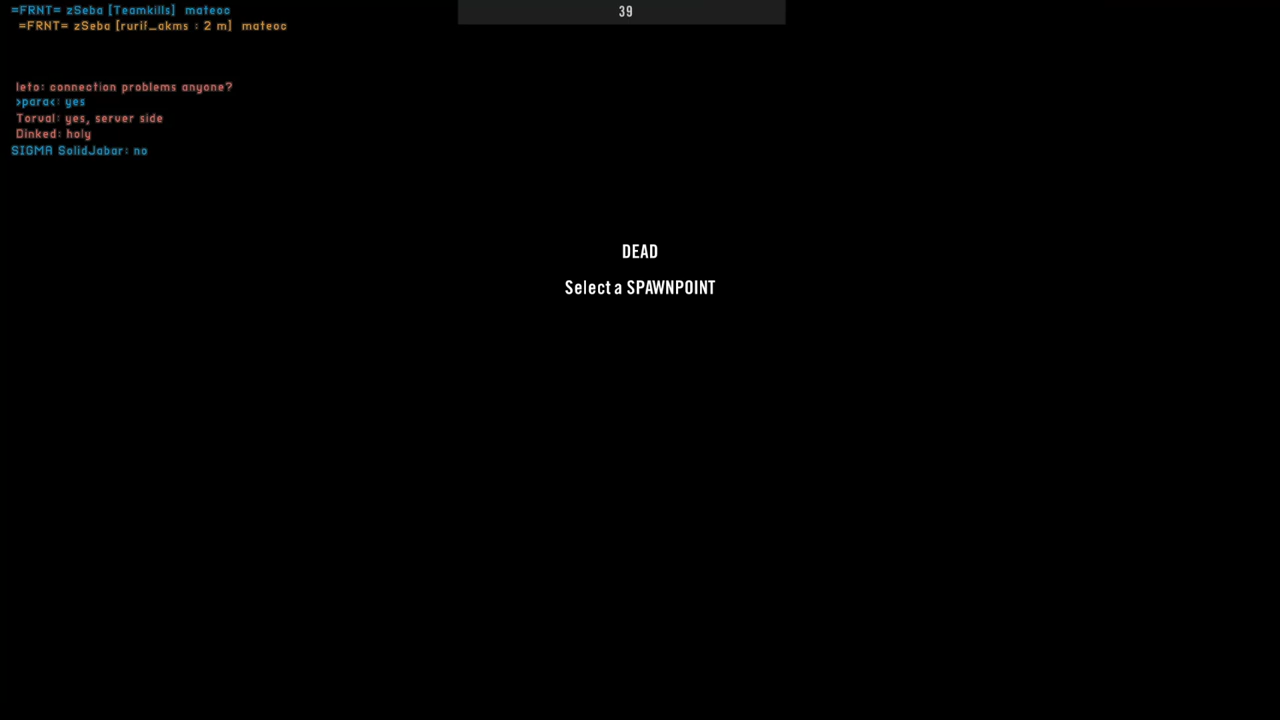 =FRNT= zSeba [Teamkills]  mateoc
39
=FRNT= zSeba [rurif_akms : 2 m]  mateoc
leto: connection problems anyone?
>para<: yes
Torval: yes, server side
Dinked: holy
SIGMA SolidJabar: no
DEAD
Select a SPAWNPOINT